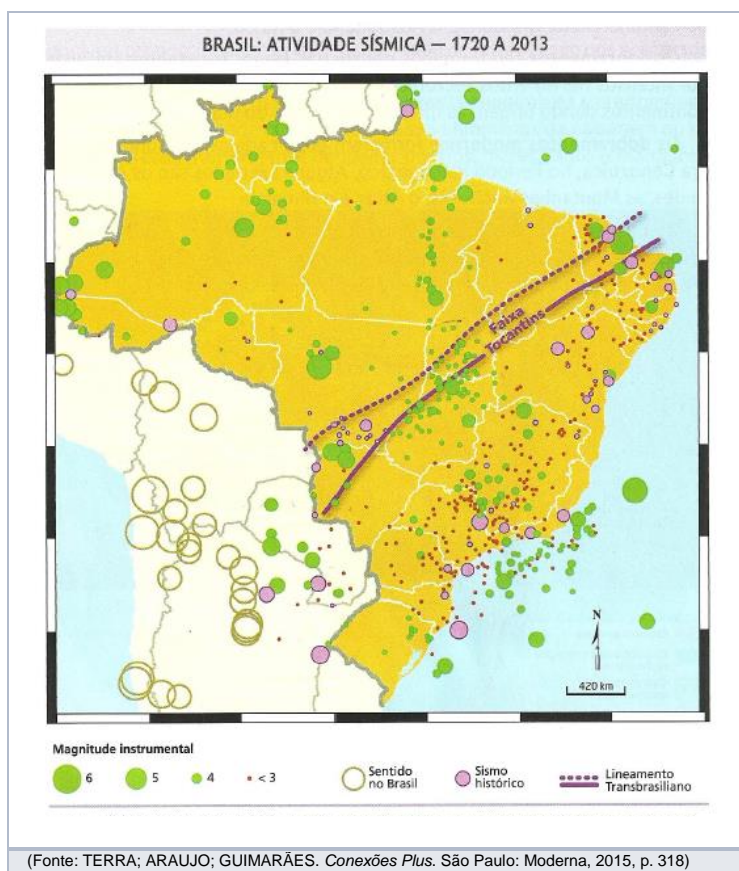 BRASIL: ATIVIDADE SÍSMICA — 1720 A 2013
Faixa
Tocantins
N
420 km
Magnitude instrumental
6
5
4
< 3
Sentido
no Brasil
Sismo
histórico
Lineamento
Transbrasiliano
(Fonte: TERRA; ARAUJO; GUIMARÃES. Conexões Plus. São Paulo: Moderna, 2015, p. 318)